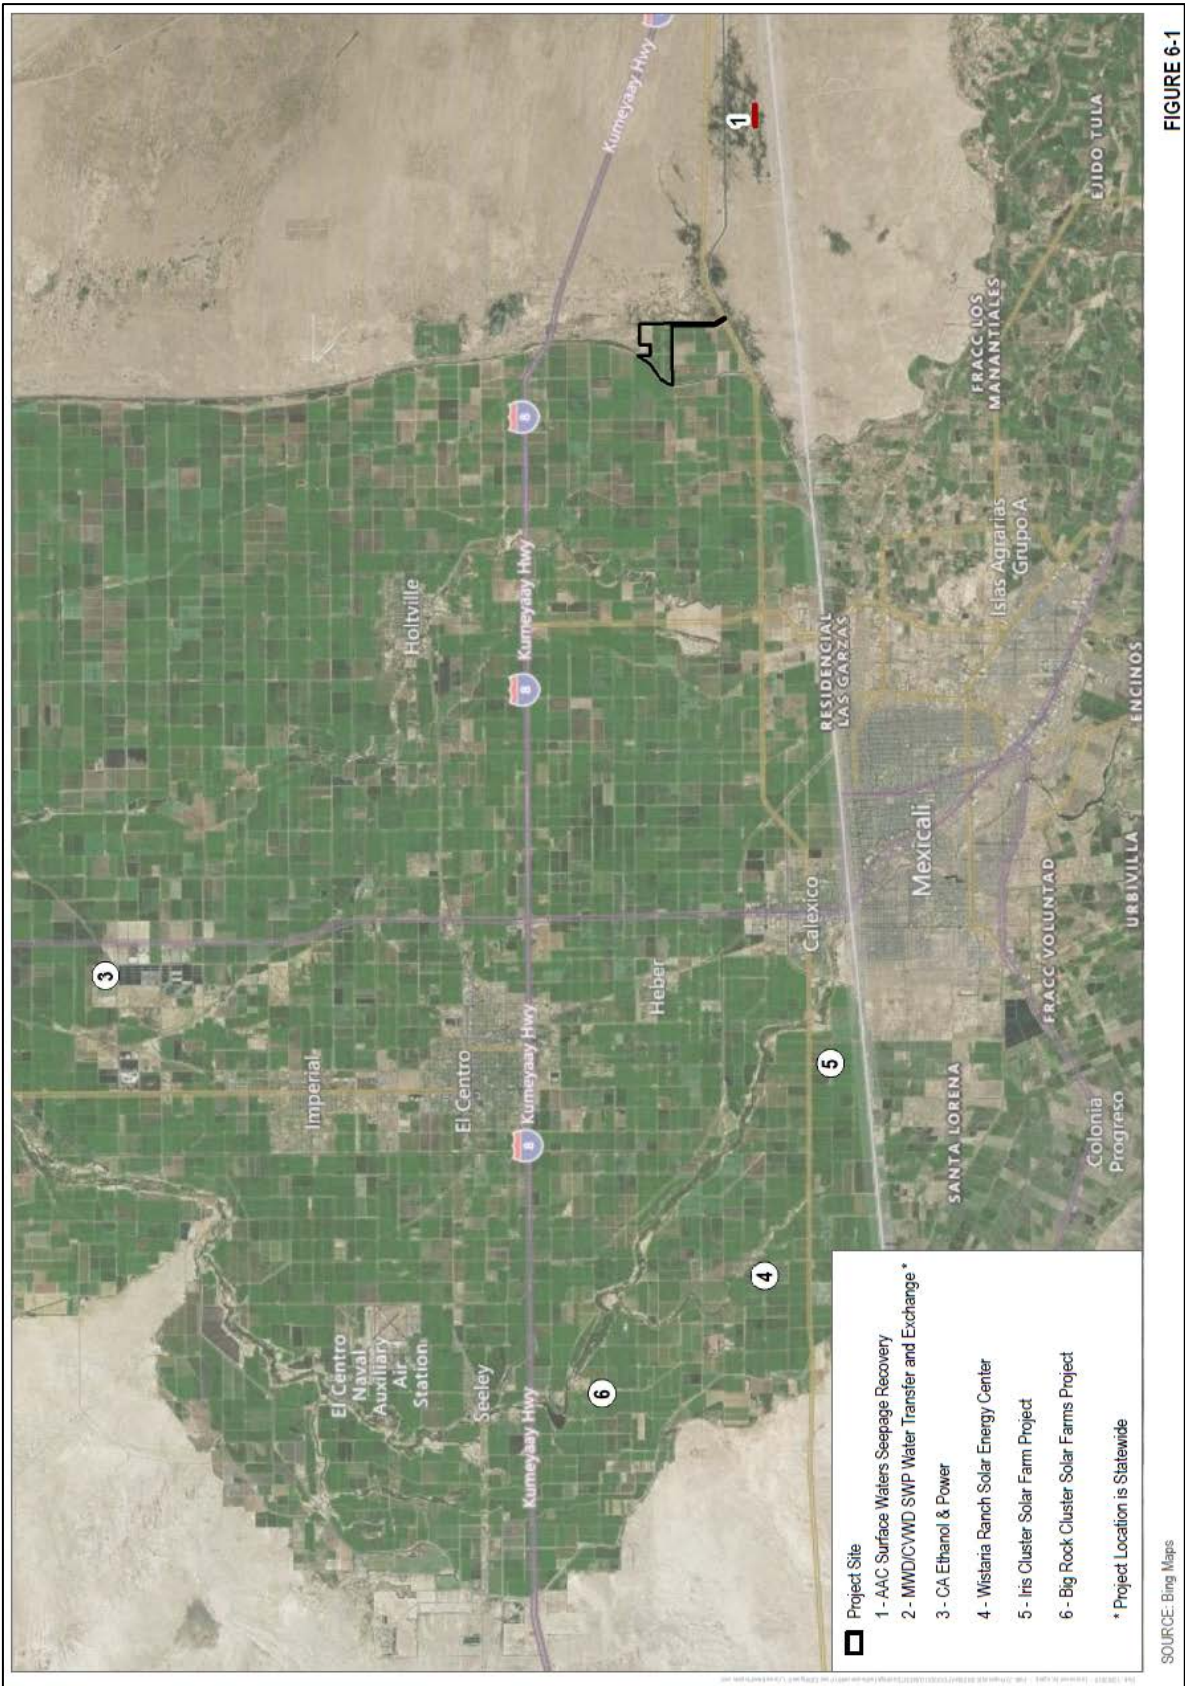 Kumeyaay Hwy
1
EJIDO TULA
FRACC LOS
MANANTIALES
8
Islas Agrarias
Grupo A
Kumeyaay Hwy
Holtville
8
RESIDENCIAL
LAS GARZAS
ENCINOS
Mexicali
URBIVILLA
FRACC VOLUNTAD
Calexico
3
Heber
Kumeyaay Hwy
El Centro
Imperial
5
SANTA LORENA
Colonia
Progreso
8
4
El Centro
Naval
Auxiliary
Air
Station
Seeley
6
Kumeyaay Hwy
Project Site
1 - AAC Surface Waters Seepage Recovery
2 - MWD/CVWD SWP Water Transfer and Exchange *
3 - CA Ethanol & Power
4 - Wistaria Ranch Solar Energy Center
5 - Iris Cluster Solar Farm Project
6 - Big Rock Cluster Solar Farms Project
* Project Location is Statewide
SOURCE: Bing Maps
FIGURE 6-1